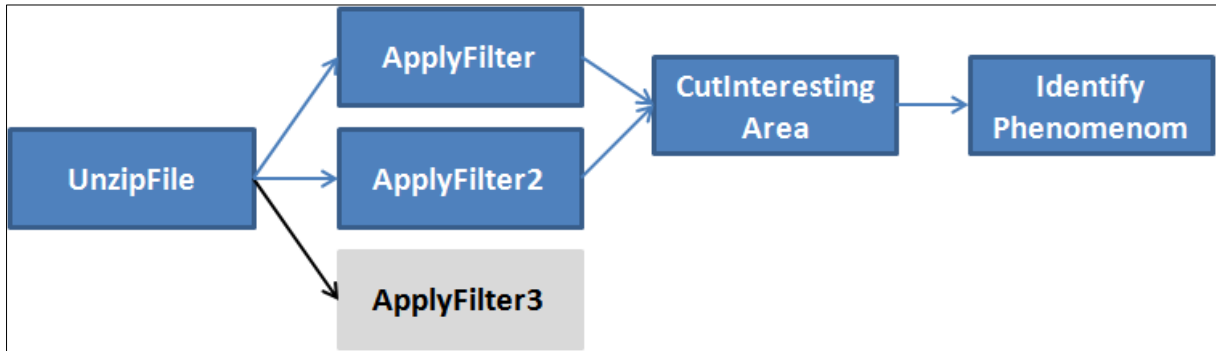 UnzipFile
ApplyFilter
ApplyFilter2
ApplyFilter3
CutInteresting
Area
Identify
Phenomenom